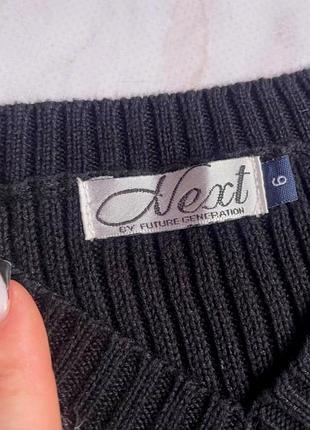 Next
BY FUTURE GENERATION
6